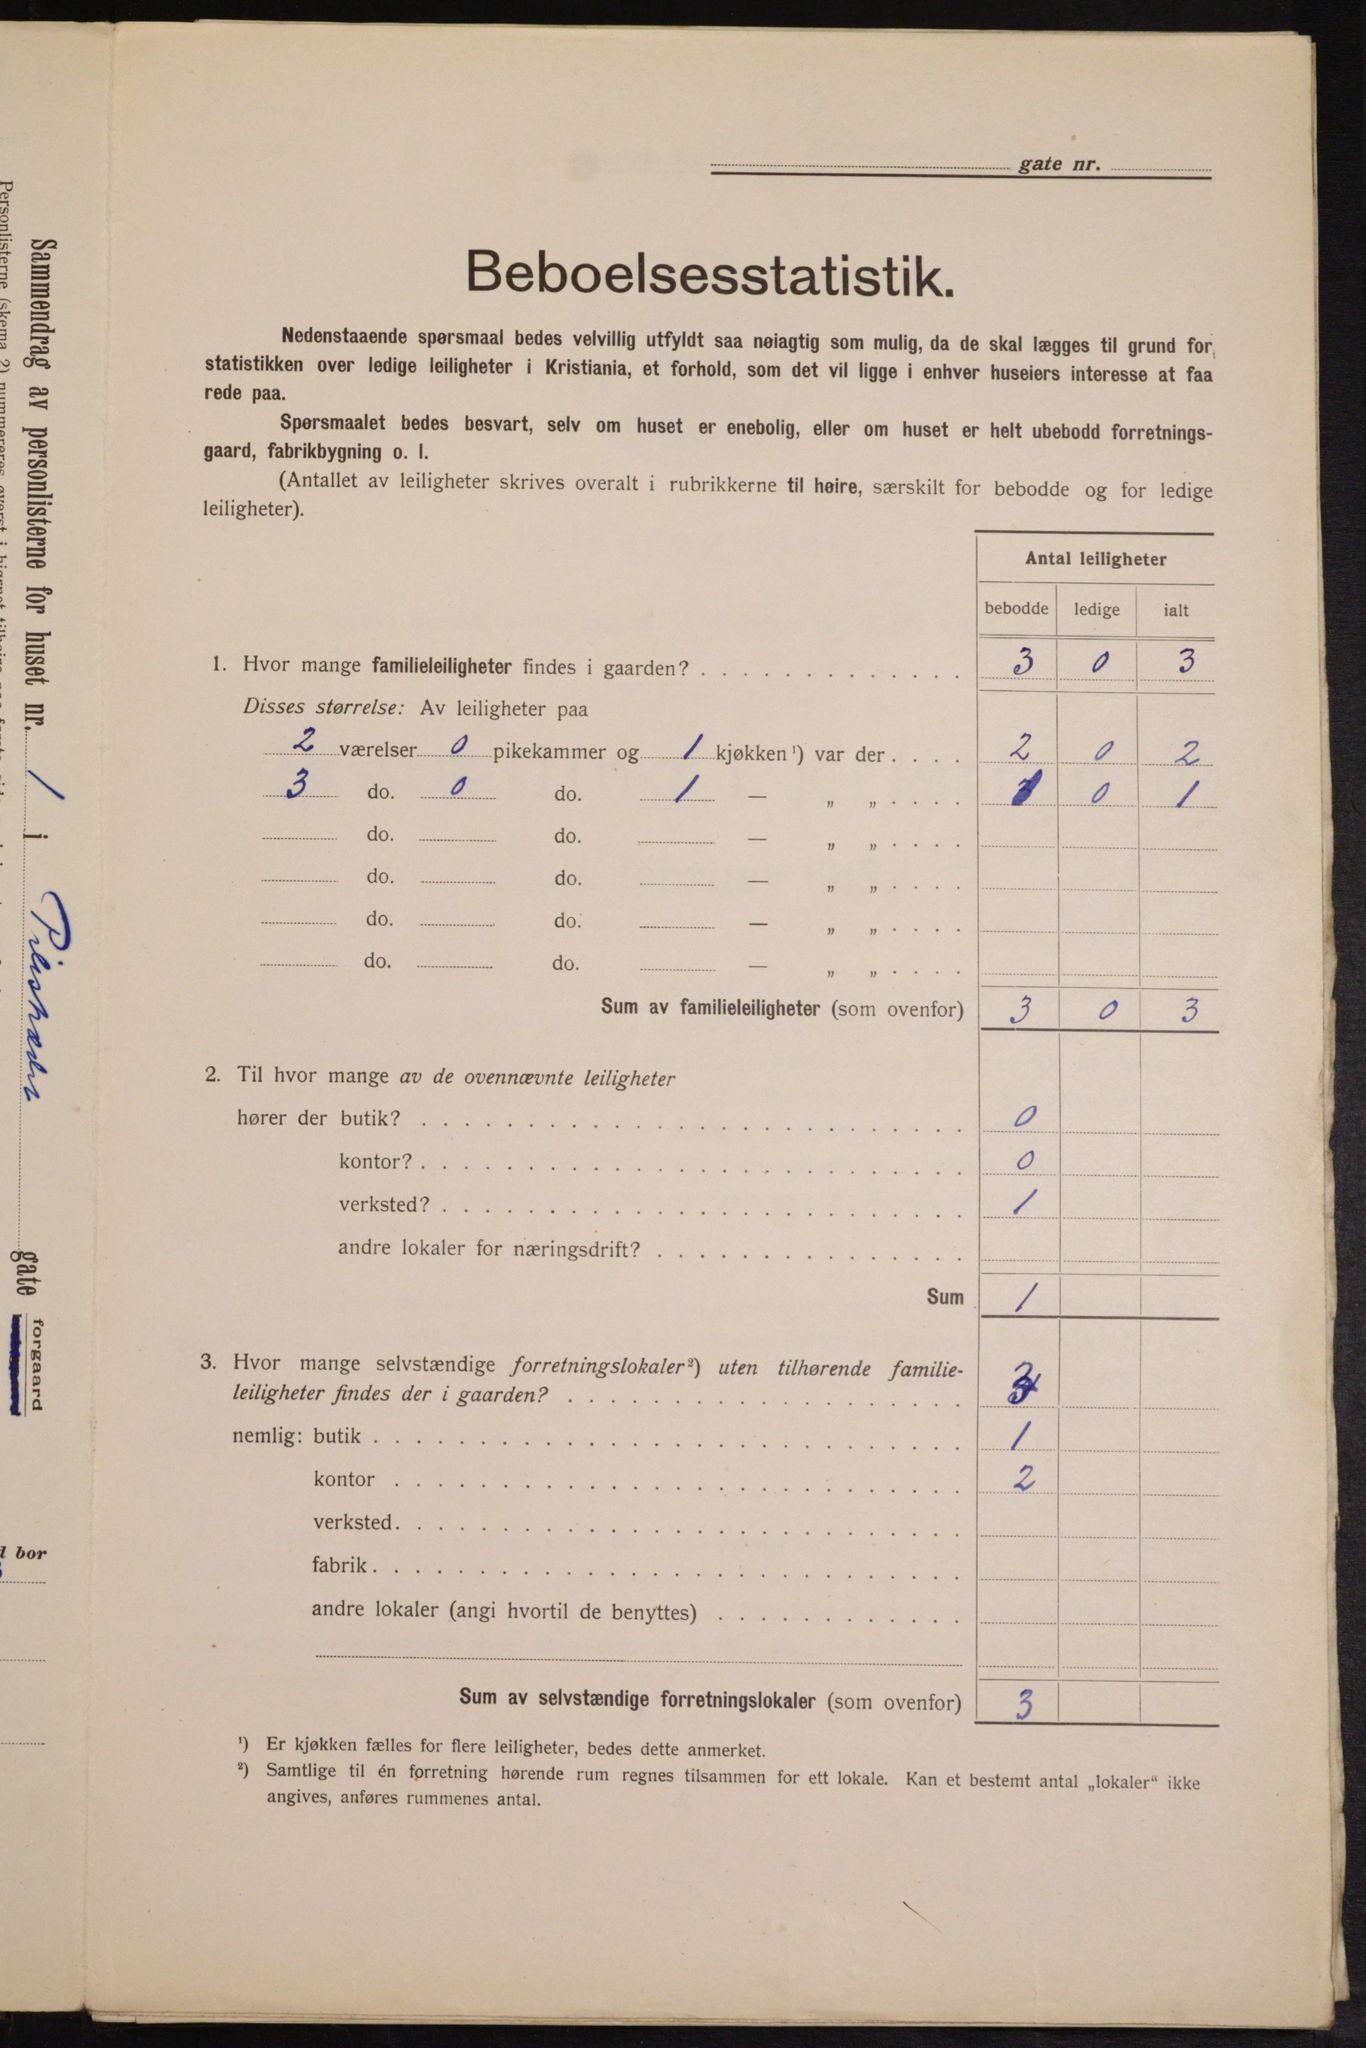 gate nr.
Beboelsesstatistik.
Nedenstaaende spørsmaal bedes velvillig utfyldt saa nøiagtig som mulig, da de skal lægges til grund for
statistikken over ledige leiligheter i Kristiania, et forhold, som det vil ligge i enhver huseiers interesse at faa
rede paa.
Spørsmaalet bedes besvart, selv om huset er enebolig, eller om huset er helt ubebodd forretnings-
gaard, fabrikbygning o. l.
(Antallet av leiligheter skrives overalt i rubrikkerne til høire, særskilt for bebodde og for ledige
leiligheter).
Antal leiligheter
bebodde ledige ialt
1. Hvor mange familieleiligheter findes i gaarden? 3 0 3
Disses størrelse: Av leiligheter paa
2 værelser 0 pikekammer og 1 kjøkken ¹) var der 2 0 2
3 do. 0 do. 1 — „ „ 1 0 1
do. do. — „ „
do. do. — „ „
do. do. — „ „
do. do. — „ „
Sum av familieleiligheter (som ovenfor) 3 0 3
2. Til hvor mange av de ovennævnte leiligheter
hører der butik? 0
kontor? 0
verksted? 1
andre lokaler for næringsdrift?
Sum 1
3. Hvor mange selvstændige forretningslokaler²) uten tilhørende familie-
leiligheter findes der i gaarden? 3
nemlig: butik 1
kontor 2
verksted.
fabrik.
andre lokaler (angi hvortil de benyttes)
Sum av selvstændige forretningslokaler (som ovenfor) 3
¹) Er kjøkken fælles for flere leiligheter, bedes dette anmerket.
²) Samtlige til én forretning hørende rum regnes tilsammen for ett lokale. Kan et bestemt antal „lokaler“ ikke
angives, anføres rummenes antal.
Sammendrag av personlisterne for huset nr. 1 i Pilestrædet gate forgaard
Personlisterne (skema 2) nummereres øverst i hjørnet tilhøire
bor